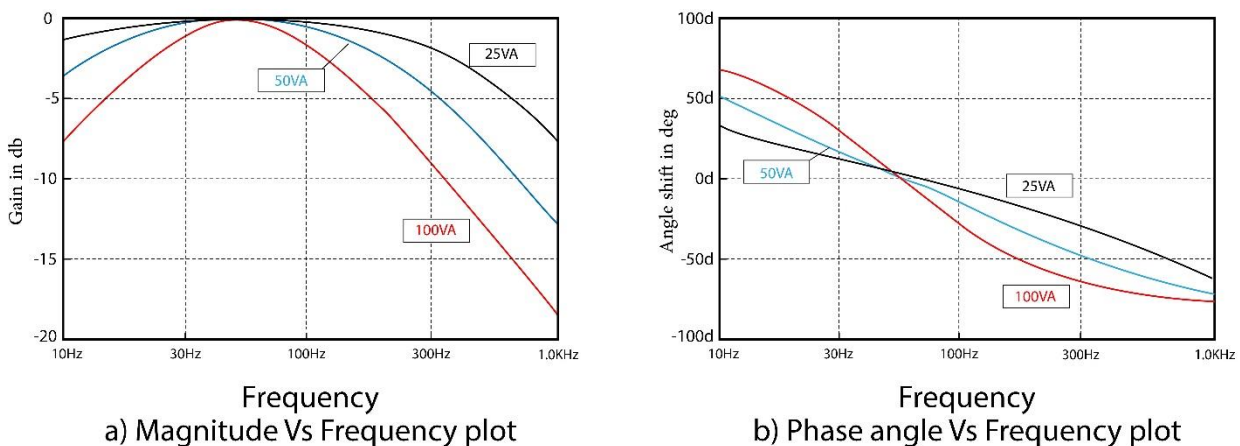 0
-5
-10
-15
-20
Gain in db
25VA
50VA
100VA
10Hz
30Hz
100Hz
300Hz
1.0KHz
Frequency
a) Magnitude Vs Frequency plot
100d
50d
0d
-50d
-100d
Angle shift in deg
50VA
25VA
100VA
10Hz
30Hz
100Hz
300Hz
1.0KHz
Frequency
b) Phase angle Vs Frequency plot